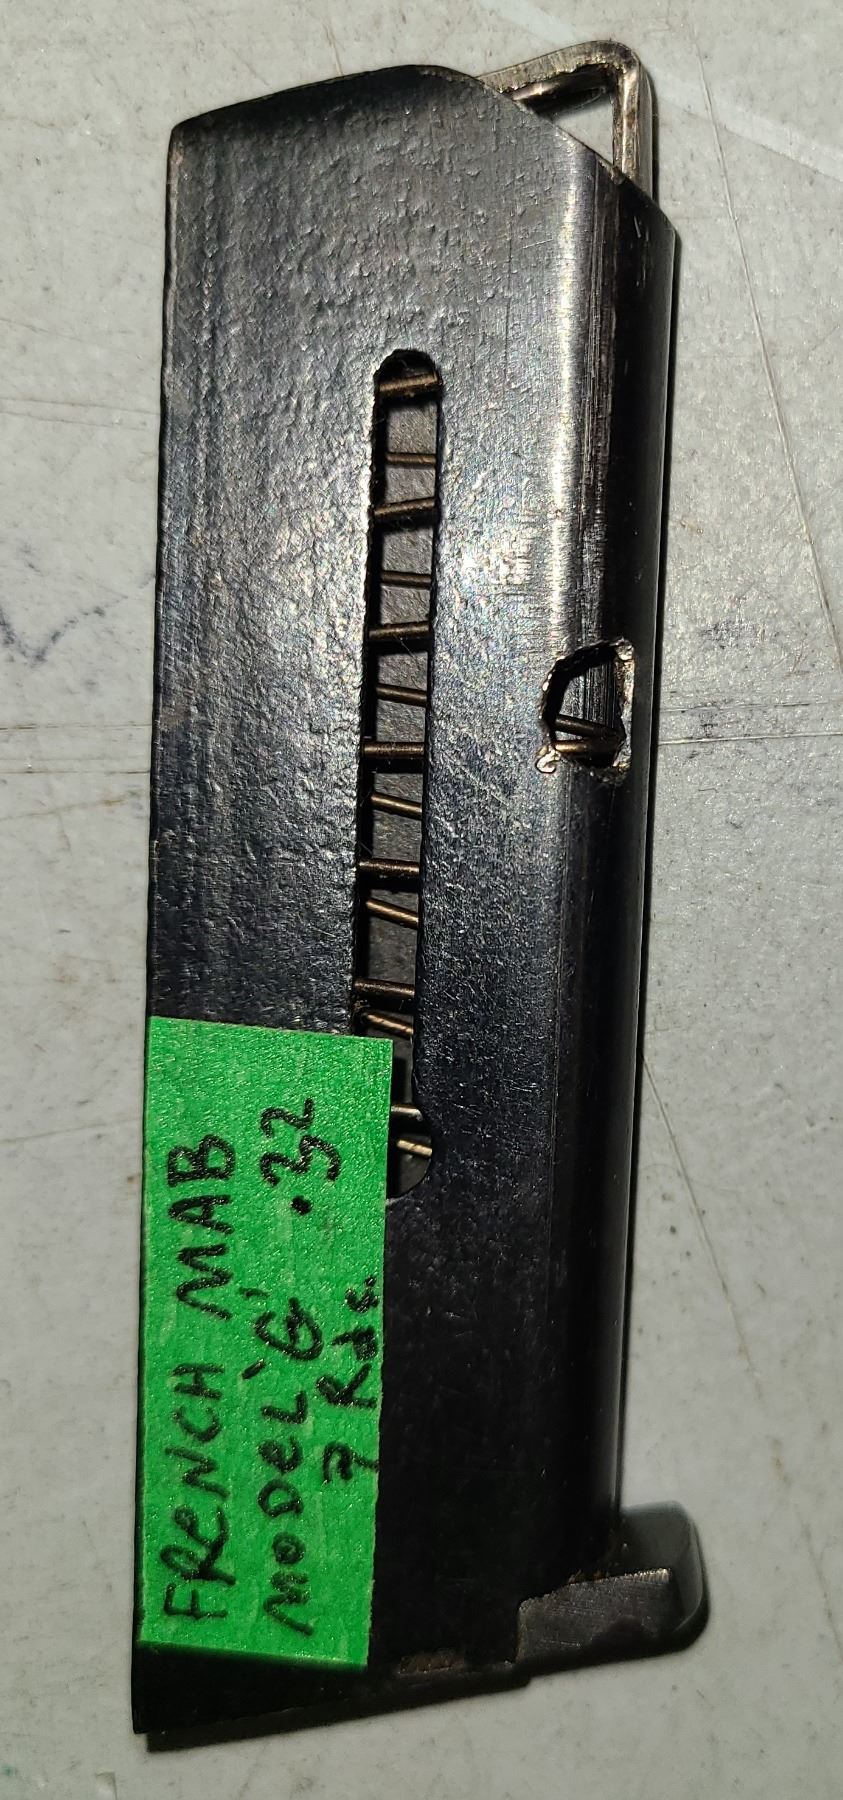 FRENCH MAB
MODEL 'G' .32
7 Rds.